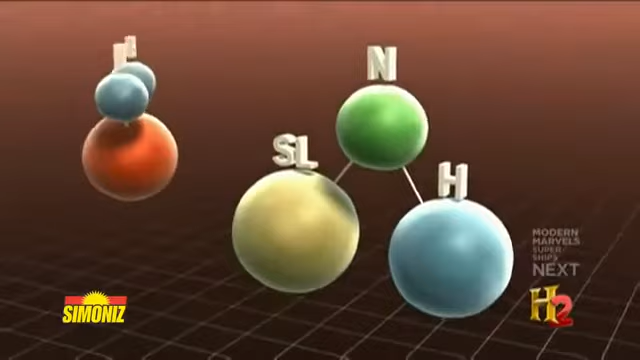 N
SL
H
MODERN
MARVELS
SUPER
SHIPS
NEXT
H2
SIMONIZ